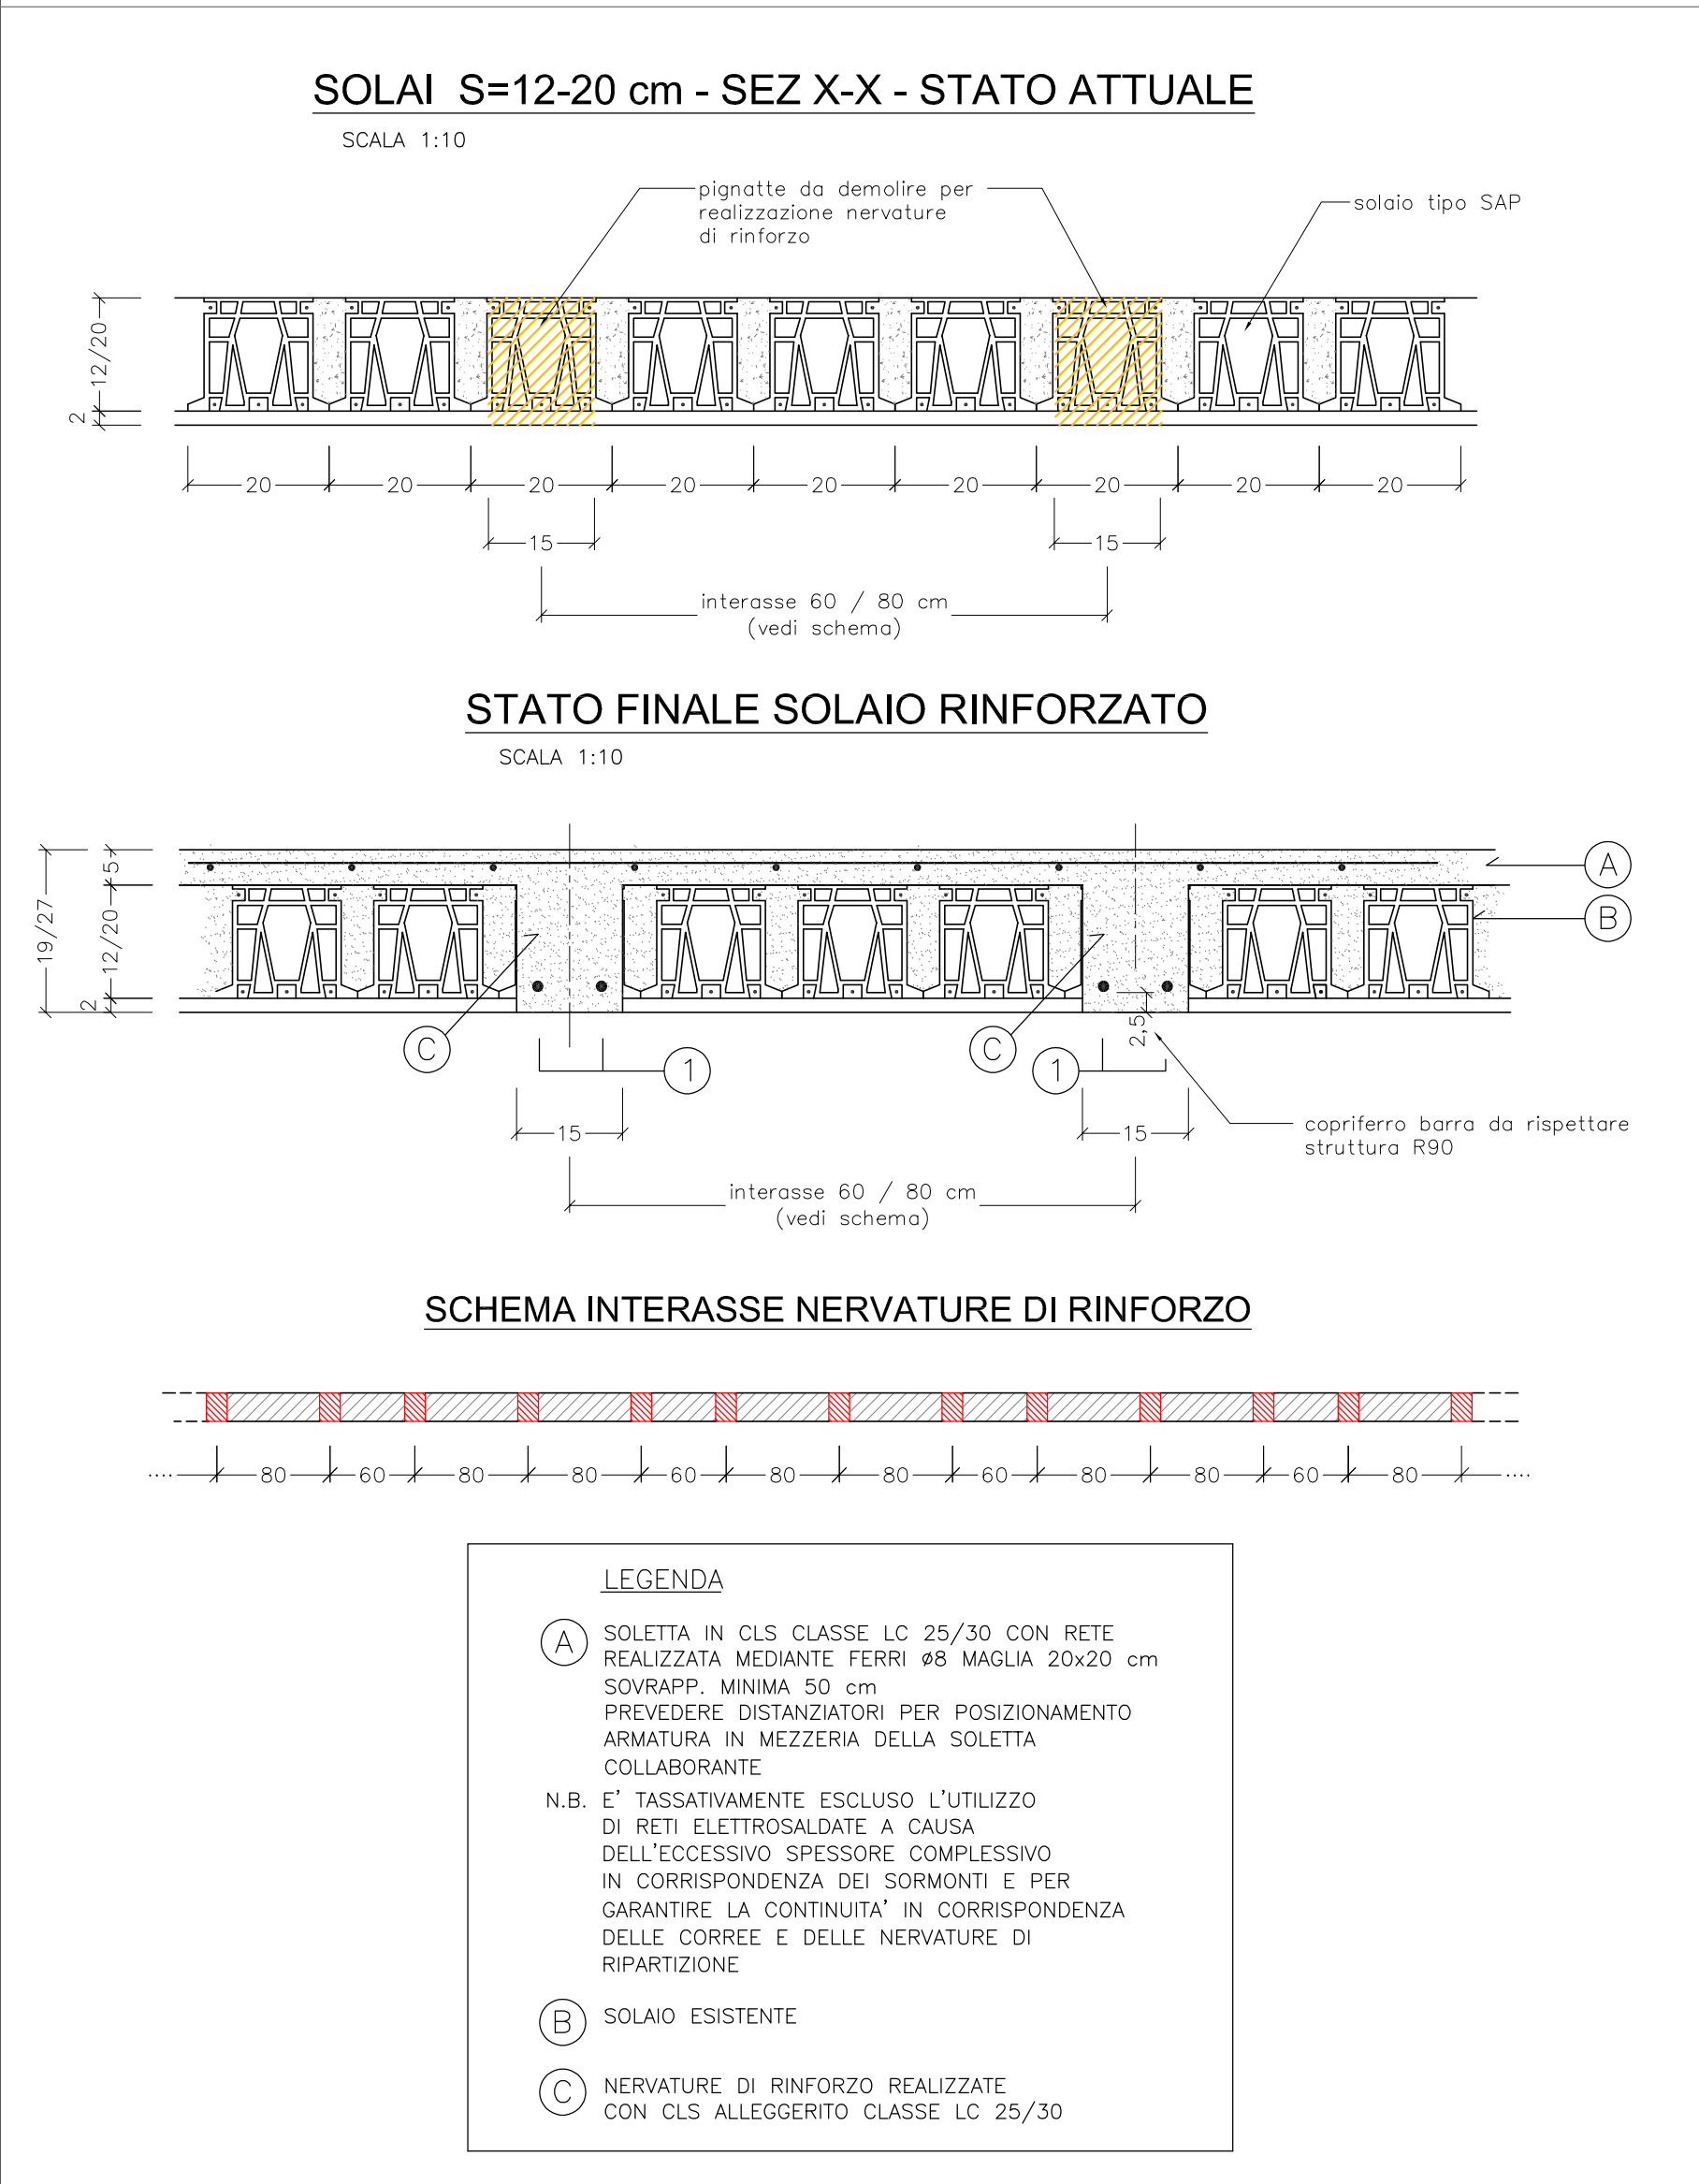 SOLAI S=12-20 cm - SEZ X-X - STATO ATTUALE
SCALA 1:10
pignatte da demolire per
realizzazione nervature
di rinforzo
solaio tipo SAP
12/20
2
20
20
20
20
20
20
20
20
20
15
15
interasse 60 / 80 cm
(vedi schema)
STATO FINALE SOLAIO RINFORZATO
SCALA 1:10
19/27
5
12/20
2
A
B
C
C
2,5
1
1
15
15
copriferro barra da rispettare
struttura R90
interasse 60 / 80 cm
(vedi schema)
SCHEMA INTERASSE NERVATURE DI RINFORZO
.... 80 60 80 80 60 80 80 60 80 80 60 80 ....
LEGENDA
A SOLETTA IN CLS CLASSE LC 25/30 CON RETE
REALIZZATA MEDIANTE FERRI ø8 MAGLIA 20x20 cm
SOVRAPP. MINIMA 50 cm
PREVEDERE DISTANZIATORI PER POSIZIONAMENTO
ARMATURA IN MEZZERIA DELLA SOLETTA
COLLABORANTE
N.B. E' TASSATIVAMENTE ESCLUSO L'UTILIZZO
DI RETI ELETTROSALDATE A CAUSA
DELL'ECCESSIVO SPESSORE COMPLESSIVO
IN CORRISPONDENZA DEI SORMONTI E PER
GARANTIRE LA CONTINUITA' IN CORRISPONDENZA
DELLE CORREE E DELLE NERVATURE DI
RIPARTIZIONE
B SOLAIO ESISTENTE
C NERVATURE DI RINFORZO REALIZZATE
CON CLS ALLEGGERITO CLASSE LC 25/30